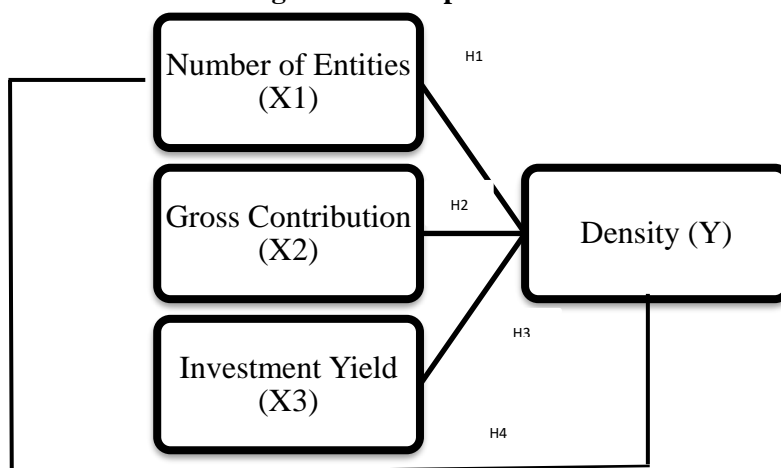 Number of Entities
(X1)
H1
Gross Contribution
(X2)
H2
Density (Y)
Investment Yield
(X3)
H3
H4